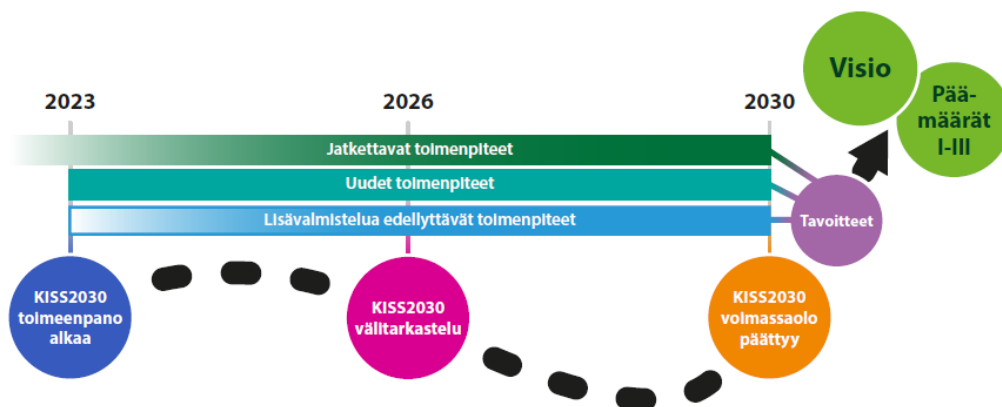 Visio
Pää-
määrät
I-III
2023
2026
2030
Jatkettavat toimenpiteet
Uudet toimenpiteet
Lisävalmistelua edellyttävät toimenpiteet
Tavoitteet
KISS2030
toimeenpano
alkaa
KISS2030
välitarkastelu
KISS2030
voimassaolo
päättyy